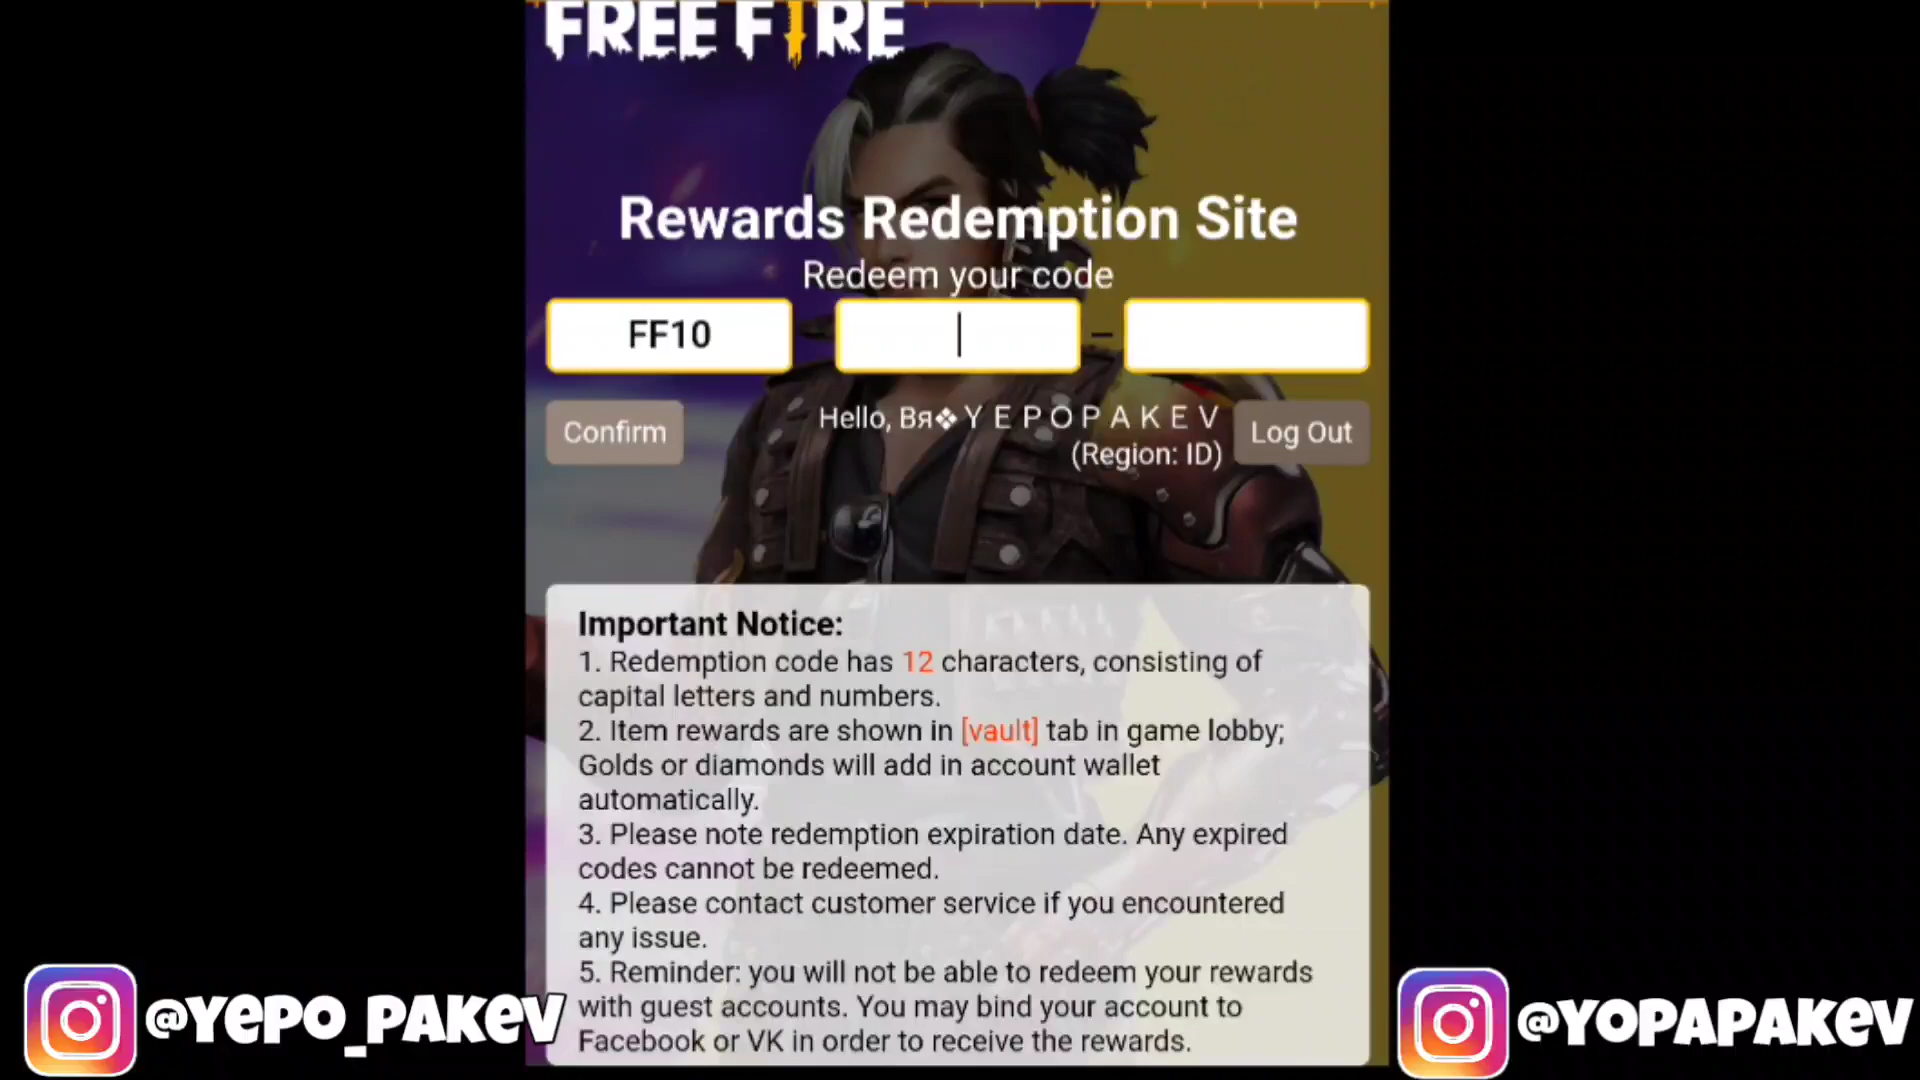 FREE FIRE
Rewards Redemption Site
Redeem your code
FF10
–
Confirm
Hello, Вя❖Y E P O P A K E V
(Region: ID)
Log Out
Important Notice:
1. Redemption code has 12 characters, consisting of
capital letters and numbers.
2. Item rewards are shown in [vault] tab in game lobby;
Golds or diamonds will add in account wallet
automatically.
3. Please note redemption expiration date. Any expired
codes cannot be redeemed.
4. Please contact customer service if you encountered
any issue.
5. Reminder: you will not be able to redeem your rewards
with guest accounts. You may bind your account to
Facebook or VK in order to receive the rewards.
@YEPO_PAKEV
@YOPAPAKEV